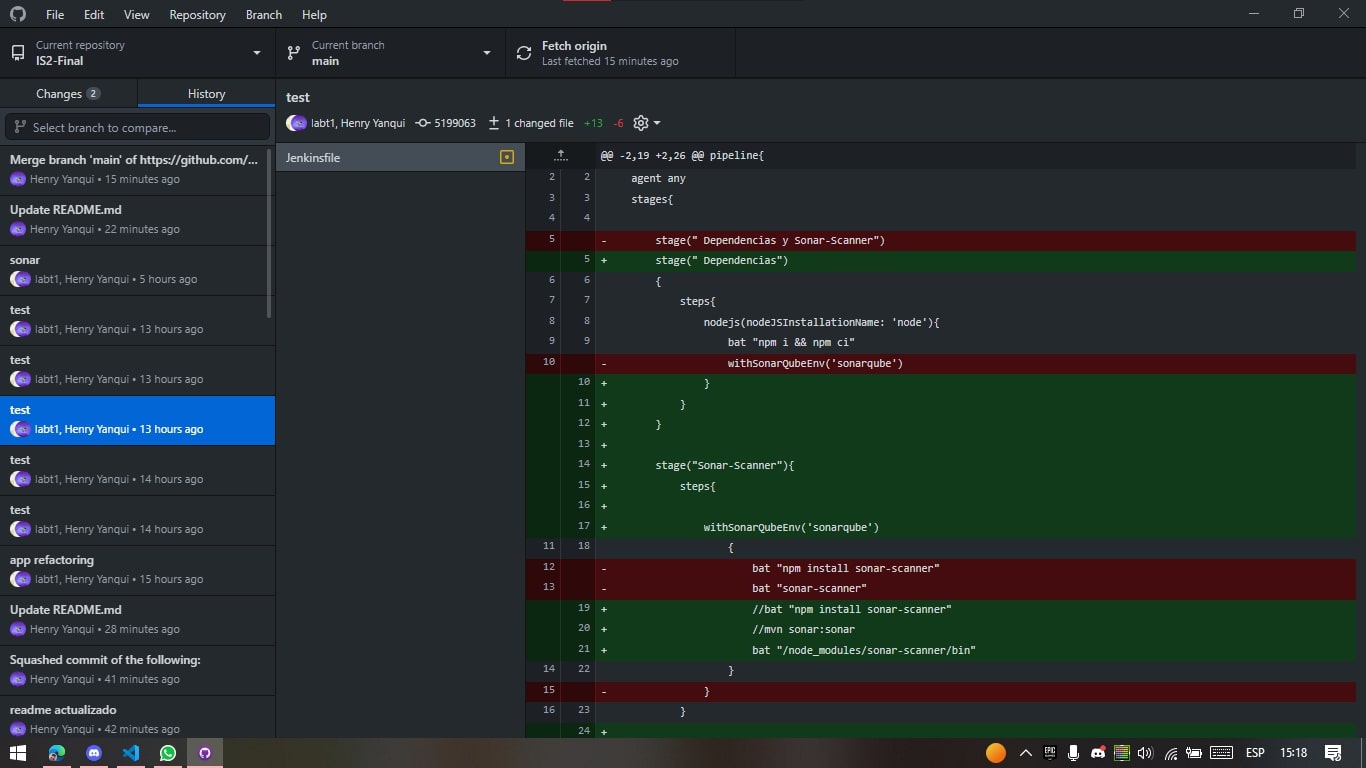 File Edit View Repository Branch Help
Current repository
IS2-Final
Current branch
main
Fetch origin
Last fetched 15 minutes ago
Changes 2
History
Select branch to compare...
Merge branch 'main' of https://github.com/...
Henry Yanqui • 15 minutes ago
Update README.md
Henry Yanqui • 22 minutes ago
sonar
labt1, Henry Yanqui • 5 hours ago
test
labt1, Henry Yanqui • 13 hours ago
test
labt1, Henry Yanqui • 13 hours ago
test
labt1, Henry Yanqui • 13 hours ago
test
labt1, Henry Yanqui • 14 hours ago
test
labt1, Henry Yanqui • 14 hours ago
app refactoring
labt1, Henry Yanqui • 15 hours ago
Update README.md
Henry Yanqui • 28 minutes ago
Squashed commit of the following:
Henry Yanqui • 41 minutes ago
readme actualizado
Henry Yanqui • 42 minutes ago
test
labt1, Henry Yanqui 5199063 1 changed file +13 -6
Jenkinsfile
@@ -2,19 +2,26 @@ pipeline{
2 2 agent any
3 3 stages{
4 4
5 - stage(" Dependencias y Sonar-Scanner")
5 + stage(" Dependencias")
6 6 {
7 7 steps{
8 8 nodejs(nodeJSInstallationName: 'node'){
9 9 bat "npm i && npm ci"
10 - withSonarQubeEnv('sonarqube')
10 + }
11 + }
12 + }
13 +
14 + stage("Sonar-Scanner"){
15 + steps{
16 +
17 + withSonarQubeEnv('sonarqube')
11 18 {
12 - bat "npm install sonar-scanner"
13 - bat "sonar-scanner"
19 + //bat "npm install sonar-scanner"
20 + //mvn sonar:sonar
21 + bat "/node_modules/sonar-scanner/bin"
14 22 }
15 - }
16 23 }
24 +
EPIC
ESP
15:18